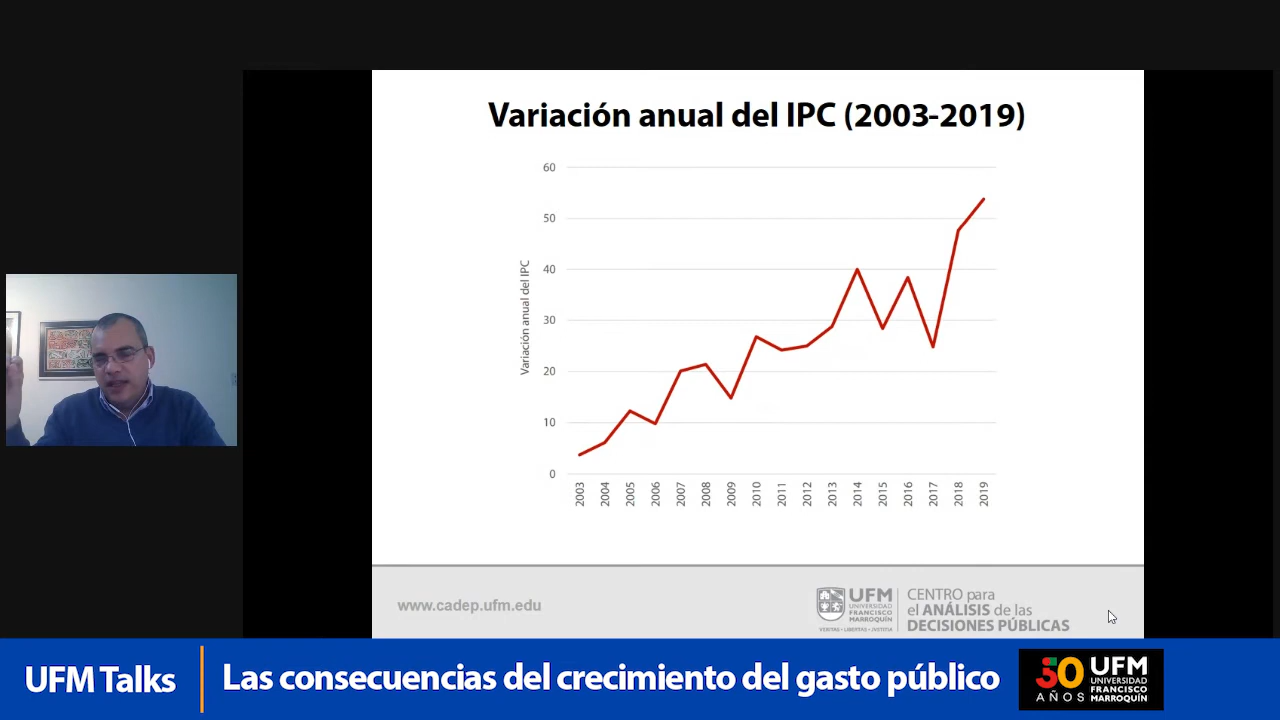 Variación anual del IPC (2003-2019)
60
50
40
30
20
10
0
Variación anual del IPC
2003
2004
2005
2006
2007
2008
2009
2010
2011
2012
2013
2014
2015
2016
2017
2018
2019
www.cadep.ufm.edu
UFM
UNIVERSIDAD
FRANCISCO
MARROQUÍN
VERITAS · LIBERTAS · JUSTITIA
CENTRO para
el ANÁLISIS de las
DECISIONES PÚBLICAS
UFM Talks
Las consecuencias del crecimiento del gasto público
50
AÑOS
UFM
UNIVERSIDAD
FRANCISCO
MARROQUÍN